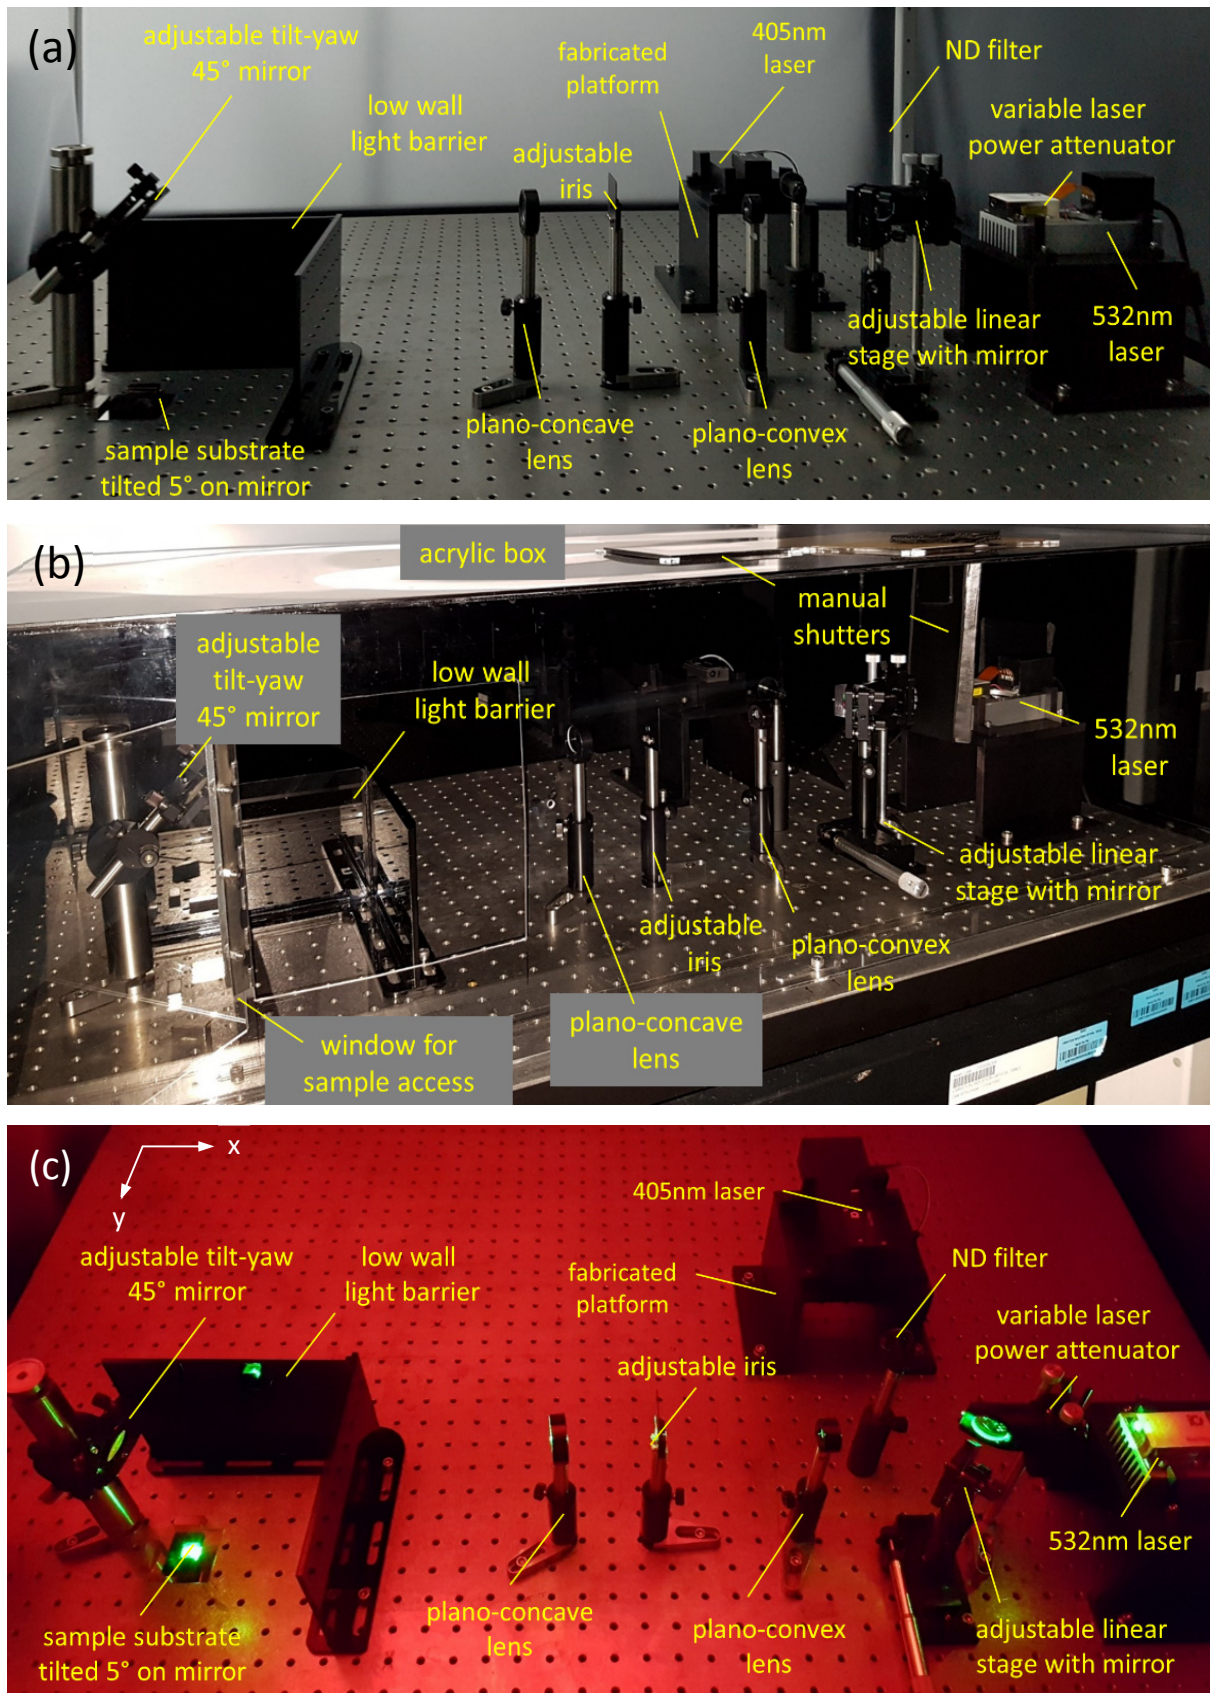 (a)
adjustable tilt-yaw
45° mirror
low wall
light barrier
adjustable
iris
fabricated
platform
405nm
laser
ND filter
variable laser
power attenuator
adjustable linear
stage with mirror
532nm
laser
plano-concave
lens
plano-convex
lens
sample substrate
tilted 5° on mirror
(b)
acrylic box
manual
shutters
adjustable
tilt-yaw
45° mirror
low wall
light barrier
532nm
laser
adjustable linear
stage with mirror
adjustable
iris
plano-convex
lens
plano-concave
lens
window for
sample access
(c)
x
y
405nm laser
adjustable tilt-yaw
45° mirror
low wall
light barrier
fabricated
platform
ND filter
variable laser
power attenuator
adjustable iris
532nm laser
plano-concave
lens
plano-convex
lens
adjustable linear
stage with mirror
sample substrate
tilted 5° on mirror